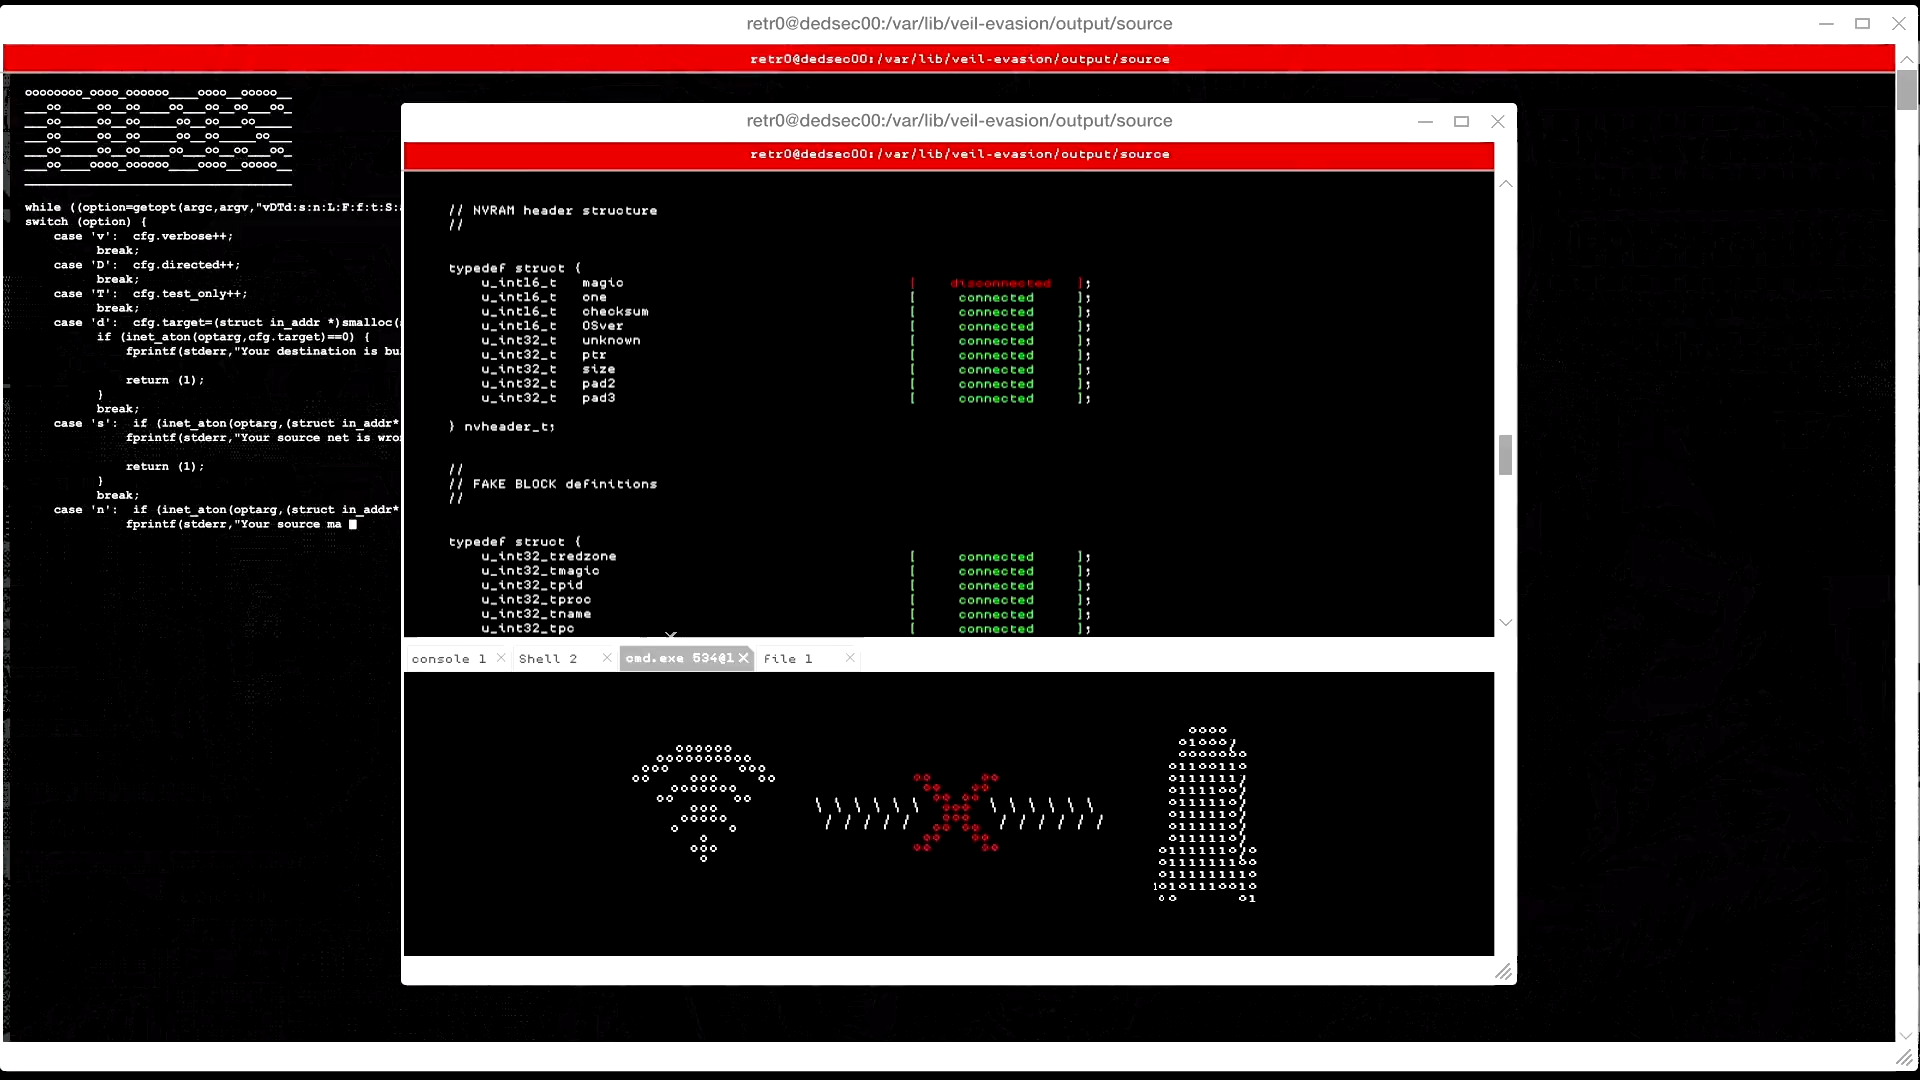 retr0@dedsec00:/var/lib/veil-evasion/output/source
retr0@dedsec00:/var/lib/veil-evasion/output/source
while ((option=getopt(argc,argv,"vDTd:s:n:L:F:f:t:S:
switch (option) {
case 'v':  cfg.verbose++;
break;
case 'D':  cfg.directed++;
break;
case 'T':  cfg.test_only++;
break;
case 'd':  cfg.target=(struct in_addr *)smalloc(
if (inet_aton(optarg,cfg.target)==0) {
fprintf(stderr,"Your destination is bu
return (1);
}
break;
case 's':  if (inet_aton(optarg,(struct in_addr*
fprintf(stderr,"Your source net is wro
return (1);
}
break;
case 'n':  if (inet_aton(optarg,(struct in_addr*
fprintf(stderr,"Your source ma
retr0@dedsec00:/var/lib/veil-evasion/output/source
retr0@dedsec00:/var/lib/veil-evasion/output/source
// NVRAM header structure
//
typedef struct {
u_int16_t   magic   [   disconnected   ];
u_int16_t   one   [   connected   ];
u_int16_t   checksum   [   connected   ];
u_int16_t   OSver   [   connected   ];
u_int32_t   unknown   [   connected   ];
u_int32_t   ptr   [   connected   ];
u_int32_t   size   [   connected   ];
u_int32_t   pad2   [   connected   ];
u_int32_t   pad3   [   connected   ];
} nvheader_t;
//
// FAKE BLOCK definitions
//
typedef struct {
u_int32_tredzone   [   connected   ];
u_int32_tmagic   [   connected   ];
u_int32_tpid   [   connected   ];
u_int32_tproc   [   connected   ];
u_int32_tname   [   connected   ];
u_int32_tpo   [   connected   ];
console 1
Shell 2
cmd.exe 534@1
File 1